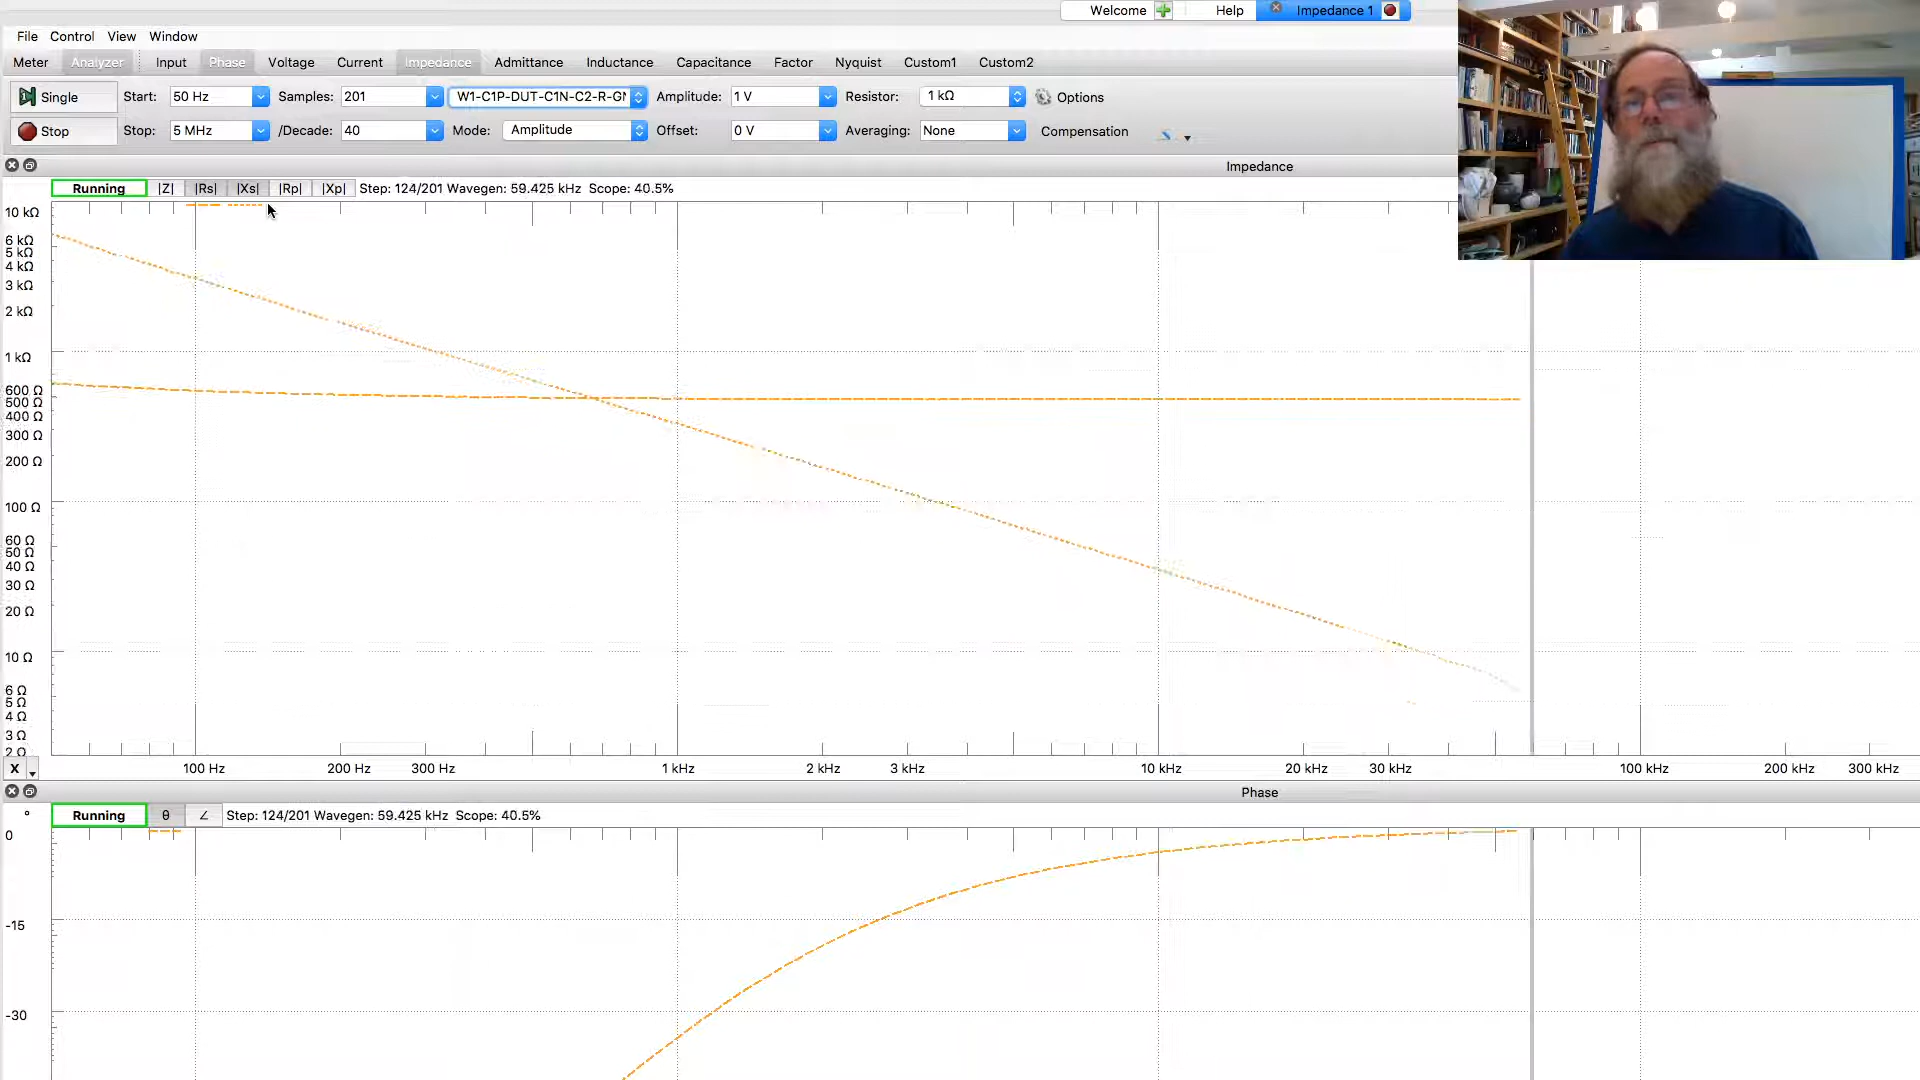 Welcome Help Impedance 1
File Control View Window
Meter Analyzer Input Phase Voltage Current Impedance Admittance Inductance Capacitance Factor Nyquist Custom1 Custom2
Single Start: 50 Hz Samples: 201 W1-C1P-DUT-C1N-C2-R-GN Amplitude: 1 V Resistor: 1 kΩ Options
Stop Stop: 5 MHz /Decade: 40 Mode: Amplitude Offset: 0 V Averaging: None Compensation
Impedance
Running |Z| |Rs| |Xs| |Rp| |Xp| Step: 124/201 Wavegen: 59.425 kHz Scope: 40.5%
10 kΩ
6 kΩ
5 kΩ
4 kΩ
3 kΩ
2 kΩ
1 kΩ
600 Ω
500 Ω
400 Ω
300 Ω
200 Ω
100 Ω
60 Ω
50 Ω
40 Ω
30 Ω
20 Ω
10 Ω
6 Ω
5 Ω
4 Ω
3 Ω
2 Ω
X 100 Hz 200 Hz 300 Hz 1 kHz 2 kHz 3 kHz 10 kHz 20 kHz 30 kHz 100 kHz 200 kHz 300 kHz
Phase
° Running θ ∠ Step: 124/201 Wavegen: 59.425 kHz Scope: 40.5%
0
-15
-30